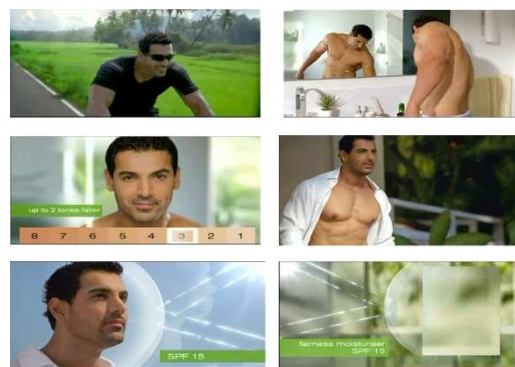 up to 2 tones fairer
8 7 6 5 4 3 2 1
SPF 15
fairness moisturiser
SPF 15